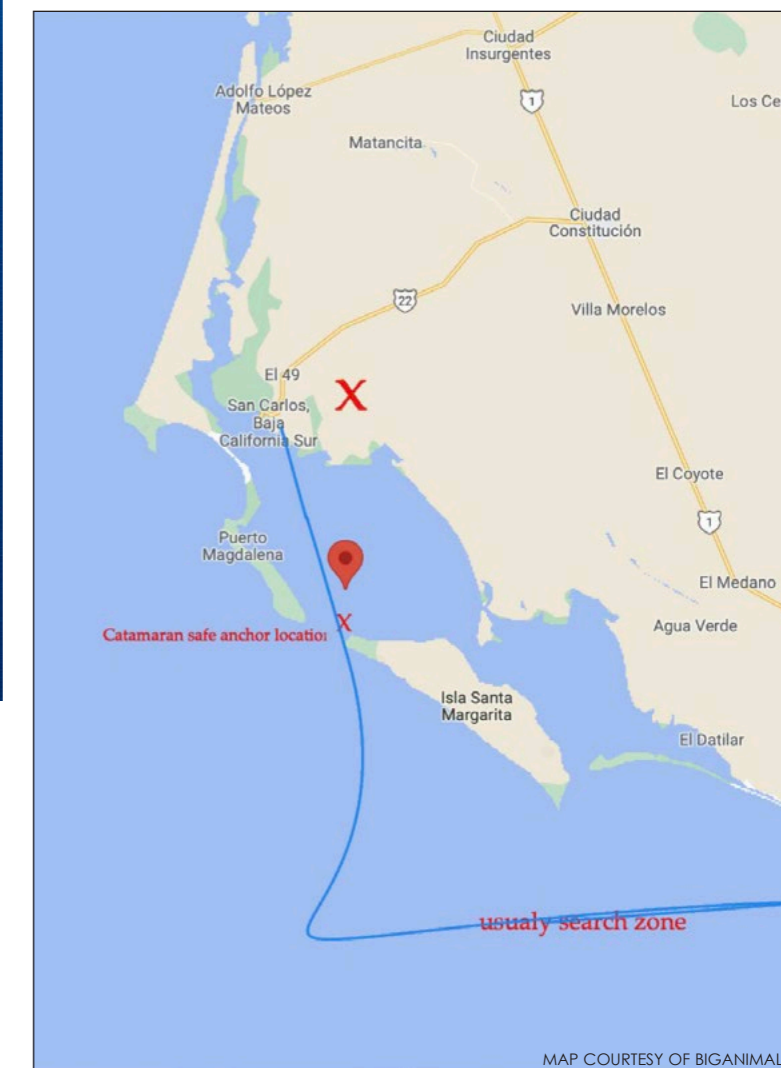 Ciudad
Insurgentes
Adolfo López
Mateos
1
Los Ce
Matancita
Ciudad
Constitución
22
Villa Morelos
El 49
X
San Carlos,
Baja
California Sur
El Coyote
1
Puerto
Magdalena
El Medano
X
Catamaran safe anchor location
Agua Verde
Isla Santa
Margarita
El Datilar
usualy search zone
MAP COURTESY OF BIGANIMAL